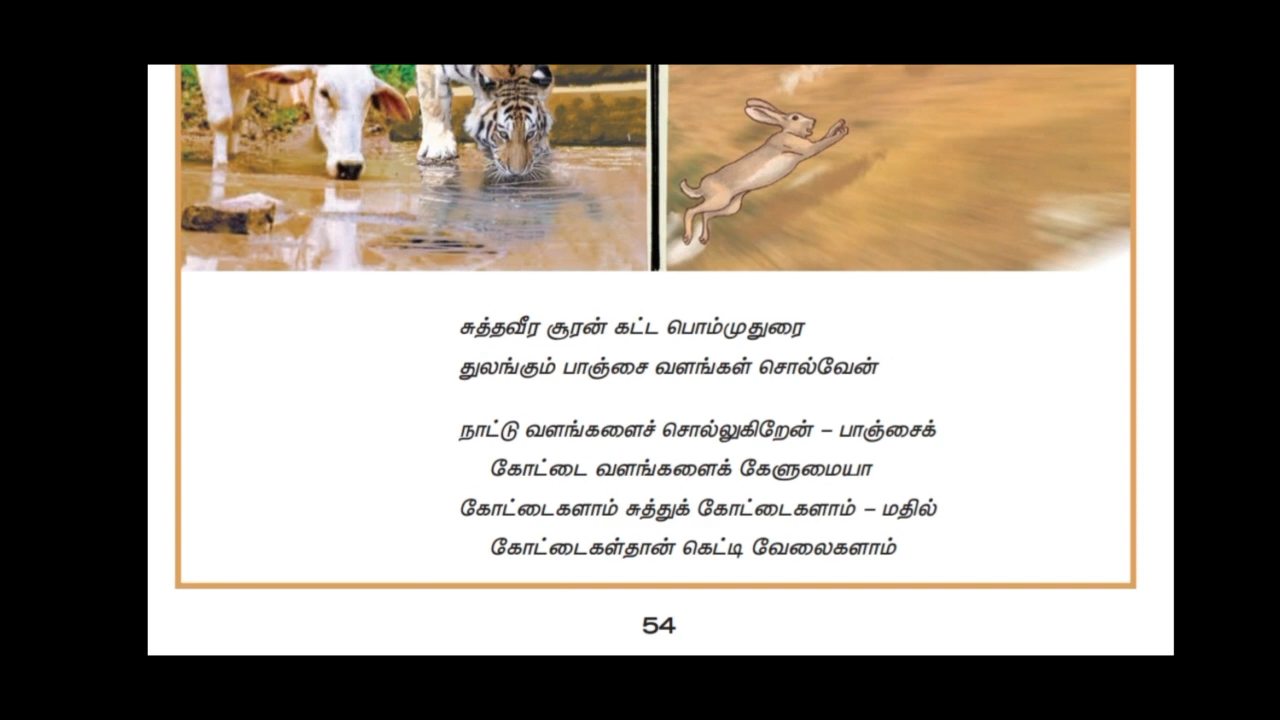 சுத்தவீர சூரன் கட்ட பொம்முதுரை
துலங்கும் பாஞ்சை வளங்கள் சொல்வேன்
நாட்டு வளங்களைச் சொல்லுகிறேன் – பாஞ்சைக்
கோட்டை வளங்களைக் கேளுமையா
கோட்டைகளாம் சுத்துக் கோட்டைகளாம் – மதில்
கோட்டைகள்தான் கெட்டி வேலைகளாம்
54